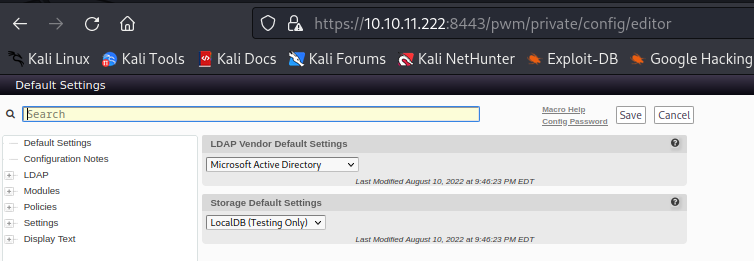 https://10.10.11.222:8443/pwm/private/config/editor
Kali Linux Kali Tools Kali Docs Kali Forums Kali NetHunter Exploit-DB Google Hacking
Default Settings
Search
Macro Help
Config Password
Save Cancel
Default Settings
Configuration Notes
LDAP
Modules
Policies
Settings
Display Text
LDAP Vendor Default Settings
Microsoft Active Directory
Last Modified August 10, 2022 at 9:46:23 PM EDT
Storage Default Settings
LocalDB (Testing Only)
Last Modified August 10, 2022 at 9:46:23 PM EDT